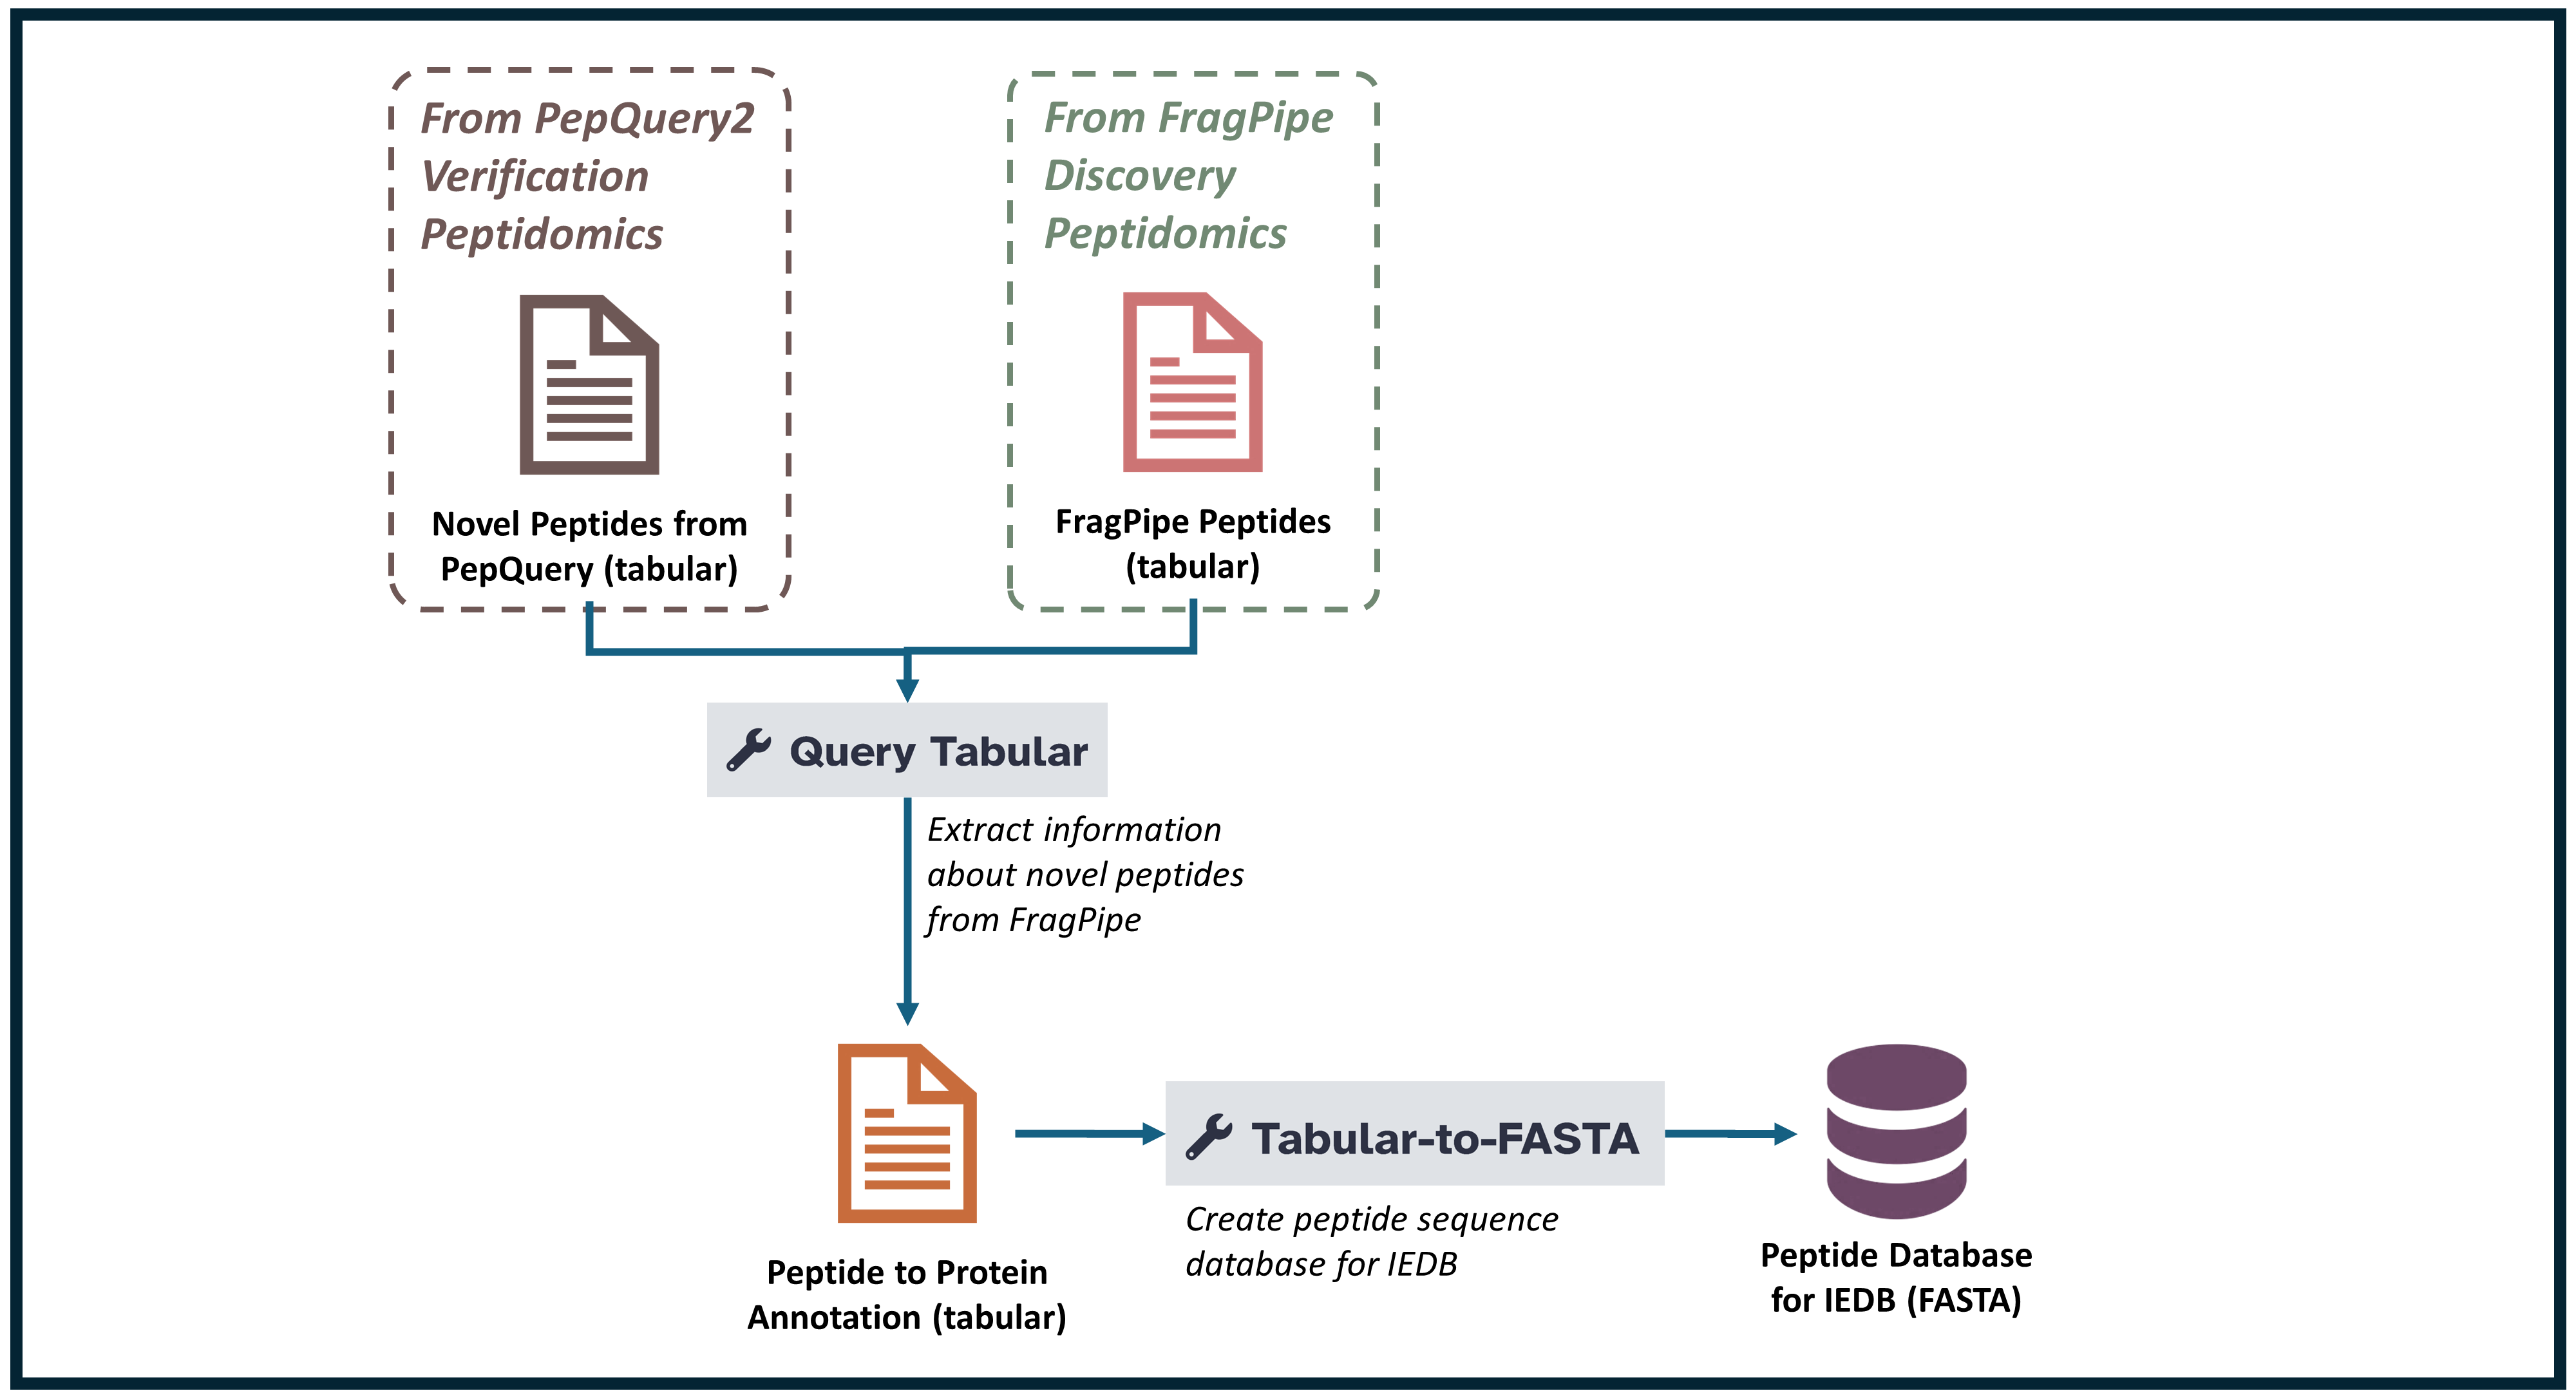 From PepQuery2
Verification
Peptidomics
Novel Peptides from
PepQuery (tabular)
From FragPipe
Discovery
Peptidomics
FragPipe Peptides
(tabular)
Query Tabular
Extract information
about novel peptides
from FragPipe
Peptide to Protein
Annotation (tabular)
Tabular-to-FASTA
Create peptide sequence
database for IEDB
Peptide Database
for IEDB (FASTA)